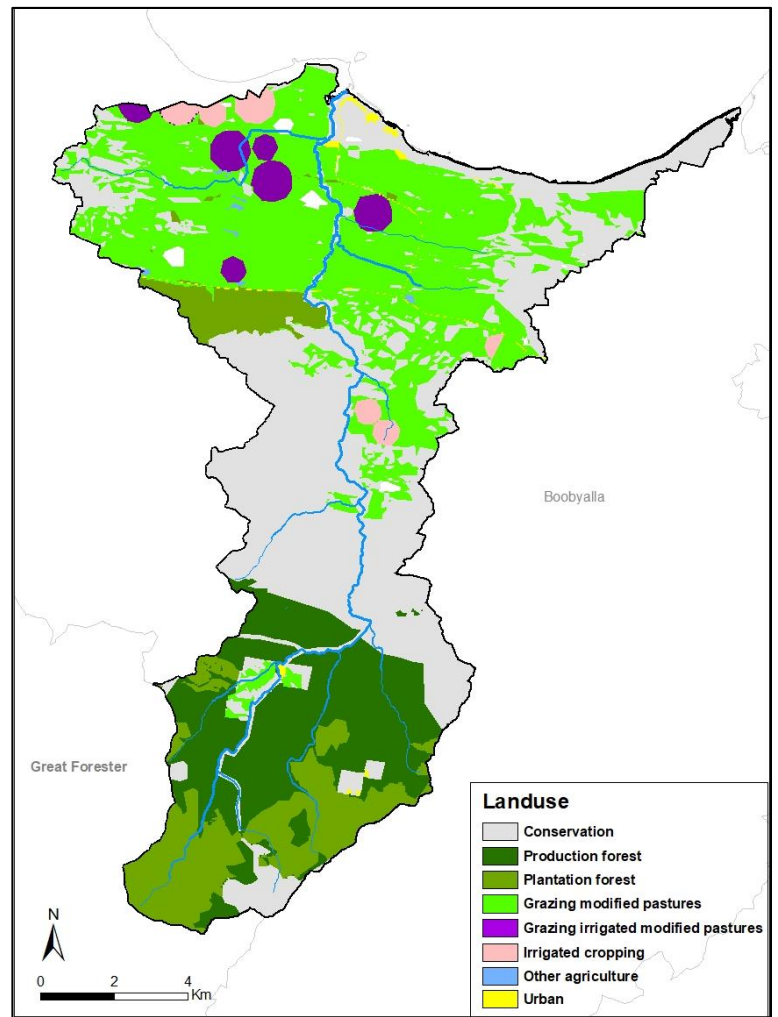 Boobyalla
Great Forester
N
0 2 4
Km
Landuse
Conservation
Production forest
Plantation forest
Grazing modified pastures
Grazing irrigated modified pastures
Irrigated cropping
Other agriculture
Urban